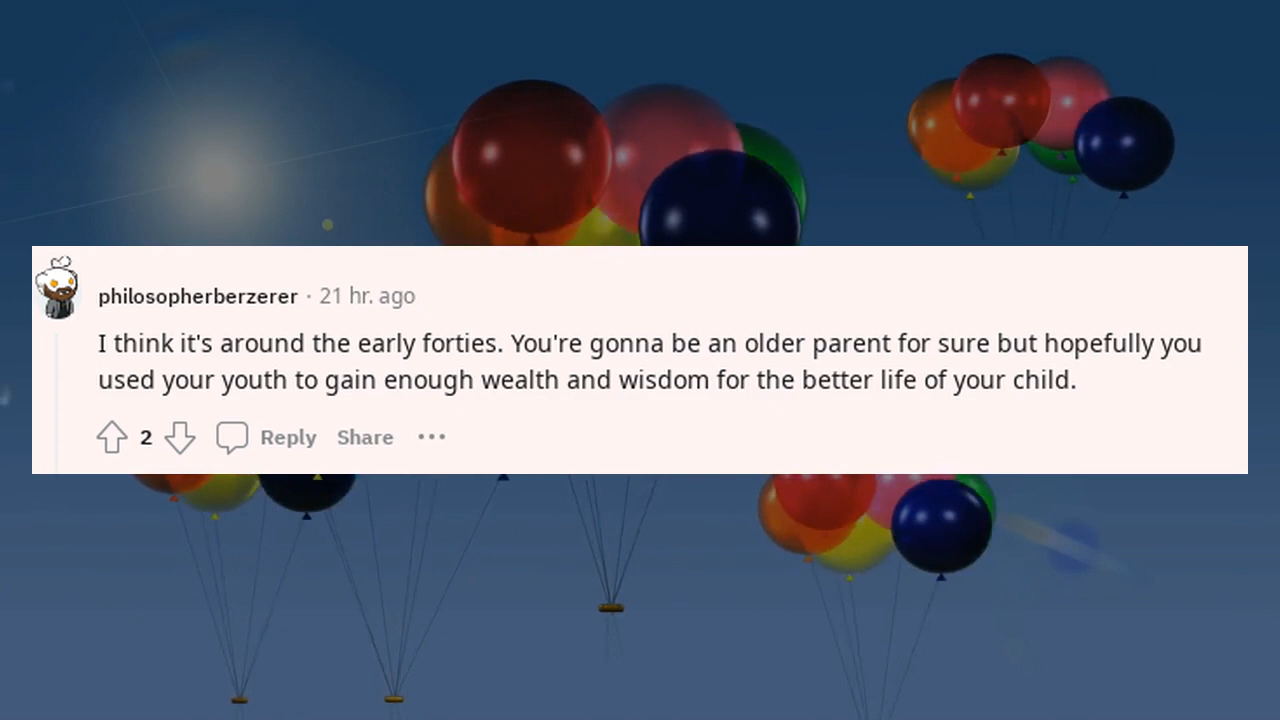 philosopherberzerer · 21 hr. ago
I think it's around the early forties. You're gonna be an older parent for sure but hopefully you
used your youth to gain enough wealth and wisdom for the better life of your child.
2 Reply Share ···